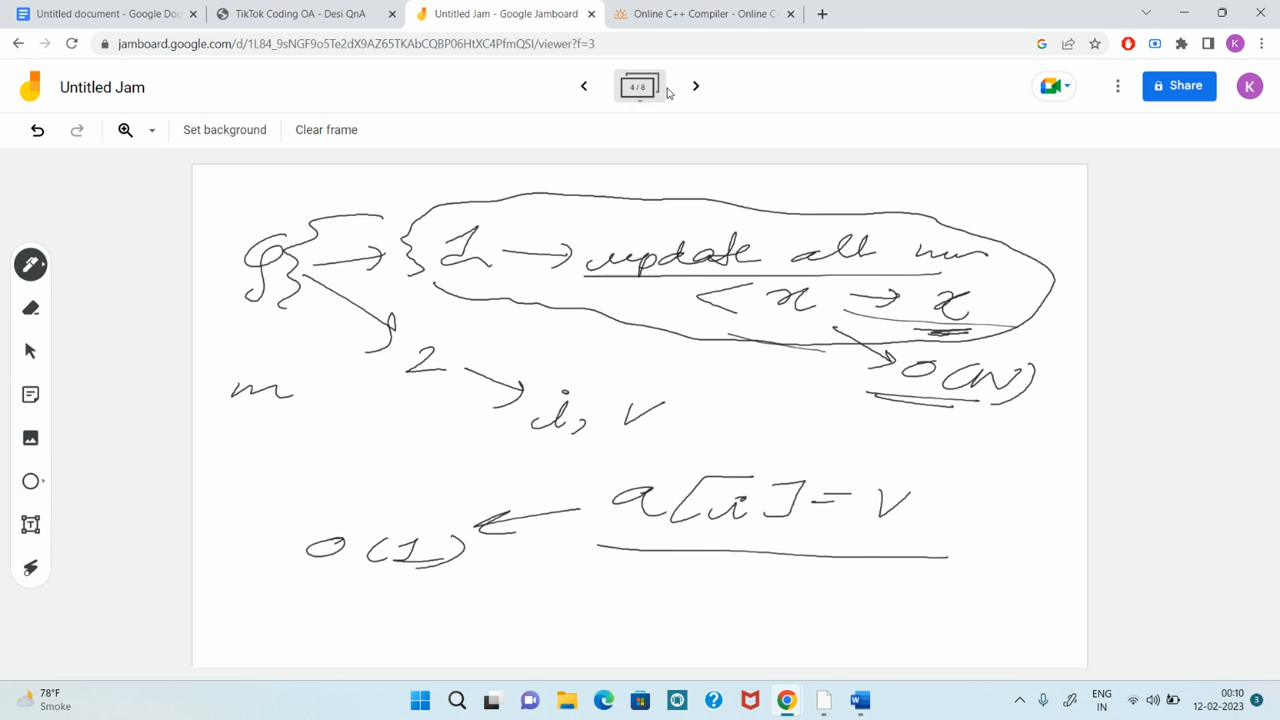 Untitled document - Google Doc
TikTok Coding OA - Desi QnA
Untitled Jam - Google Jamboard
Online C++ Compiler - Online C
jamboard.google.com/d/1L84_9sNGF9o5Te2dX9AZ65TKAbCQBP06HtXC4PfmQSI/viewer?f=3
K
Untitled Jam
4 / 8
Share
K
Set background
Clear frame
1 → update all num
< x → x
2
O(N)
m
i, v
a[i] = v
O(1)
78°F
Smoke
ENG
IN
00:10
12-02-2023
3